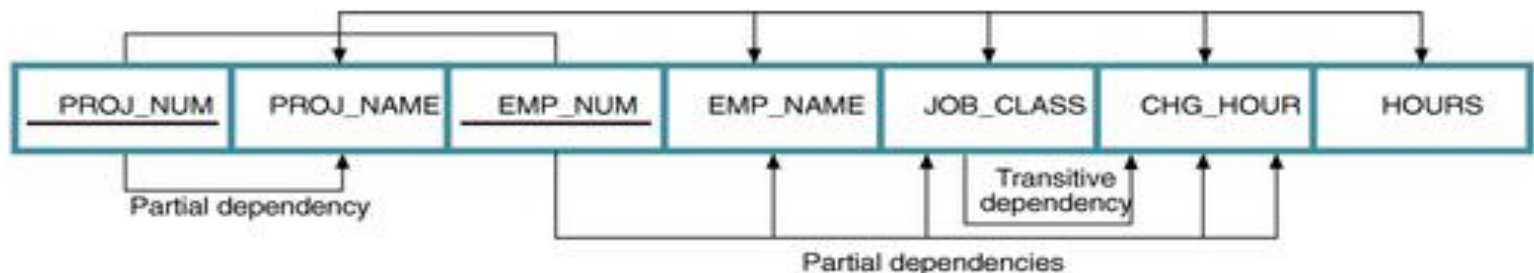 PROJ_NUM PROJ_NAME EMP_NUM EMP_NAME JOB_CLASS CHG_HOUR HOURS
Partial dependency
Transitive
dependency
Partial dependencies